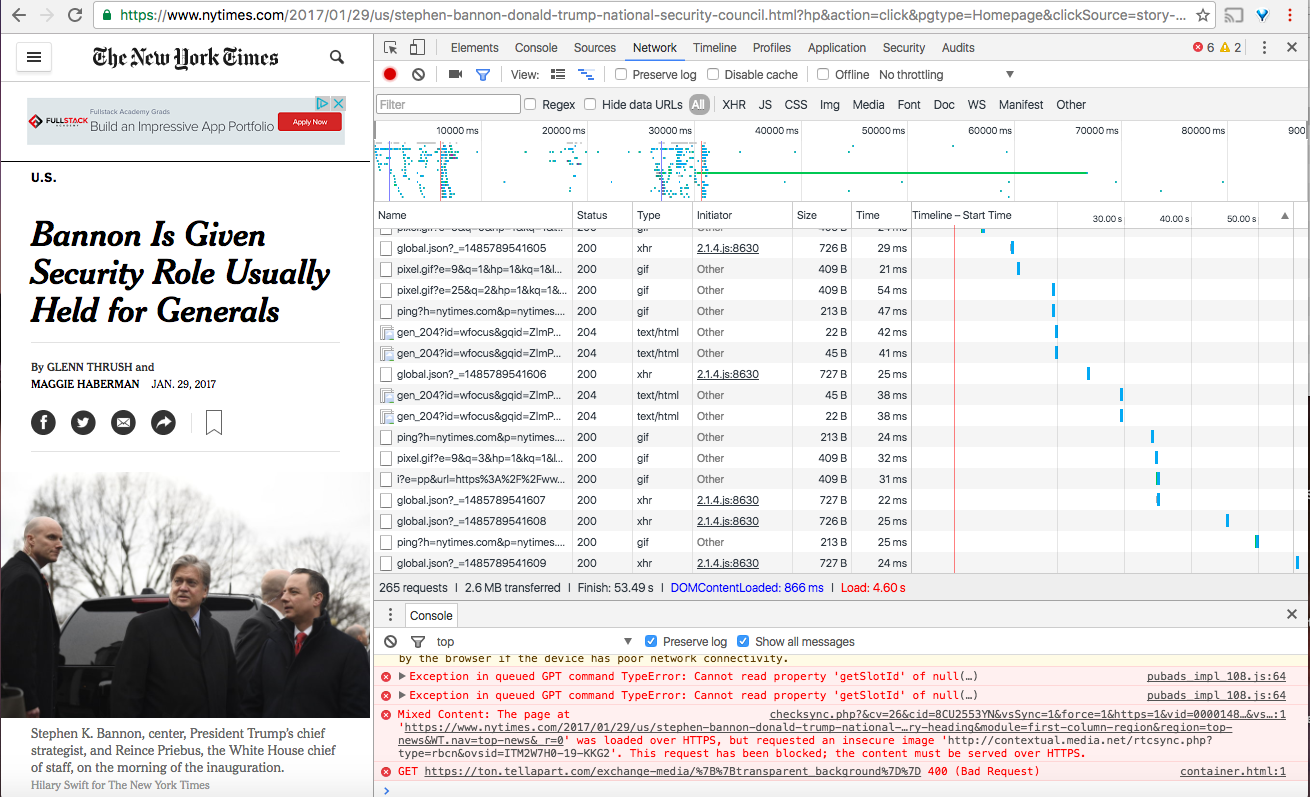 https://www.nytimes.com/2017/01/29/us/stephen-bannon-donald-trump-national-security-council.html?hp&action=click&pgtype=Homepage&clickSource=story-...
The New York Times
Fullstack Academy Grads
FULLSTACK
Build an Impressive App Portfolio
Apply Now
U.S.
Bannon Is Given
Security Role Usually
Held for Generals
By GLENN THRUSH and
MAGGIE HABERMAN JAN. 29, 2017
Stephen K. Bannon, center, President Trump's chief
strategist, and Reince Priebus, the White House chief
of staff, on the morning of the inauguration.
Hilary Swift for The New York Times
Elements Console Sources Network Timeline Profiles Application Security Audits 6 2
View: Preserve log Disable cache Offline No throttling
Filter Regex Hide data URLs All XHR JS CSS Img Media Font Doc WS Manifest Other
10000 ms 20000 ms 30000 ms 40000 ms 50000 ms 60000 ms 70000 ms 80000 ms 900
Name Status Type Initiator Size Time Timeline – Start Time 30.00 s 40.00 s 50.00 s
global.json?_=1485789541605 200 xhr 2.1.4.js:8630 726 B 29 ms
pixel.gif?e=9&q=1&hp=1&kq=1&l... 200 gif Other 409 B 21 ms
pixel.gif?e=25&q=2&hp=1&kq=1&... 200 gif Other 409 B 54 ms
ping?h=nytimes.com&p=nytimes.... 200 gif Other 213 B 47 ms
gen_204?id=wfocus&gqid=ZlmP... 204 text/html Other 22 B 42 ms
gen_204?id=wfocus&gqid=ZlmP... 204 text/html Other 45 B 41 ms
global.json?_=1485789541606 200 xhr 2.1.4.js:8630 727 B 25 ms
gen_204?id=wfocus&gqid=ZlmP... 204 text/html Other 45 B 38 ms
gen_204?id=wfocus&gqid=ZlmP... 204 text/html Other 22 B 38 ms
ping?h=nytimes.com&p=nytimes.... 200 gif Other 213 B 24 ms
pixel.gif?e=9&q=3&hp=1&kq=1&l... 200 gif Other 409 B 32 ms
i?e=pp&url=https%3A%2F%2Fww... 200 gif Other 409 B 31 ms
global.json?_=1485789541607 200 xhr 2.1.4.js:8630 727 B 22 ms
global.json?_=1485789541608 200 xhr 2.1.4.js:8630 726 B 25 ms
ping?h=nytimes.com&p=nytimes.... 200 gif Other 213 B 25 ms
global.json?_=1485789541609 200 xhr 2.1.4.js:8630 727 B 24 ms
265 requests | 2.6 MB transferred | Finish: 53.49 s | DOMContentLoaded: 866 ms | Load: 4.60 s
Console
top Preserve log Show all messages
by the browser if the device has poor network connectivity.
Exception in queued GPT command TypeError: Cannot read property 'getSlotId' of null(…) pubads_impl_108.js:64
Exception in queued GPT command TypeError: Cannot read property 'getSlotId' of null(…) pubads_impl_108.js:64
Mixed Content: The page at checksync.php?&cv=26&cid=8CU2553YN&vsSync=1&force=1&https=1&vid=0000148…&vs…:1
'https://www.nytimes.com/2017/01/29/us/stephen-bannon-donald-trump-national-…ry-heading&module=first-column-region&region=top-
news&WT.nav=top-news&_r=0' was loaded over HTTPS, but requested an insecure image 'http://contextual.media.net/rtcsync.php?
type=rbcn&ovsid=ITM2W7H0-19-KKG2'. This request has been blocked; the content must be served over HTTPS.
GET https://ton.tellapart.com/exchange-media/%7B%7Btransparent_background%7D%7D 400 (Bad Request) container.html:1